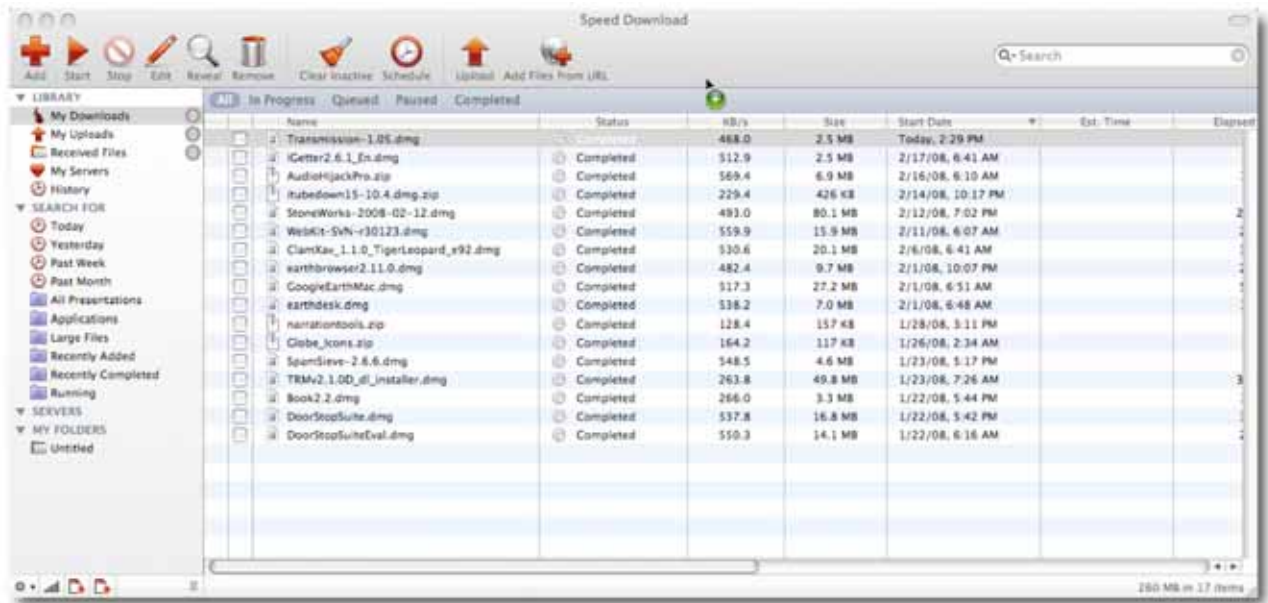 Speed Download
Add Start Stop Edit Reveal Remove Clear Inactive Schedule Upload Add Files from URL
Search
LIBRARY
My Downloads
My Uploads
Received Files
My Servers
History
SEARCH FOR
Today
Yesterday
Past Week
Past Month
All Presentations
Applications
Large Files
Recently Added
Recently Completed
Running
SERVERS
MY FOLDERS
Untitled
All In Progress Queued Paused Completed
Name Status KB/s Size Start Date Est. Time Elapsed
Transmission-1.05.dmg 468.0 2.5 MB Today, 2:29 PM
iGetter2.6.1_En.dmg Completed 512.9 2.5 MB 2/17/08, 6:41 AM
AudioHijackPro.zip Completed 569.4 6.9 MB 2/16/08, 6:10 AM
itubedown15-10.4.dmg.zip Completed 229.4 426 KB 2/14/08, 10:17 PM
StoneWorks-2008-02-12.dmg Completed 493.0 80.1 MB 2/12/08, 7:02 PM
WebKit-SVN-r30123.dmg Completed 559.9 15.9 MB 2/11/08, 6:07 AM
ClamXav_1.1.0_TigerLeopard_e92.dmg Completed 530.6 20.1 MB 2/6/08, 6:41 AM
earthbrowser2.11.0.dmg Completed 482.4 9.7 MB 2/1/08, 10:07 PM
GoogleEarthMac.dmg Completed 517.3 27.2 MB 2/1/08, 6:51 AM
earthdesk.dmg Completed 538.2 7.0 MB 2/1/08, 6:48 AM
narrationtools.zip Completed 128.4 157 KB 1/28/08, 3:11 PM
Globe_Icons.zip Completed 164.2 117 KB 1/26/08, 2:34 AM
SpamSieve-2.6.6.dmg Completed 548.5 4.6 MB 1/23/08, 5:17 PM
TRMv2.1.0D_dl_installer.dmg Completed 263.8 49.8 MB 1/23/08, 7:26 AM
Book2.2.dmg Completed 266.0 3.3 MB 1/22/08, 5:44 PM
DoorStopSuite.dmg Completed 537.8 16.8 MB 1/22/08, 5:42 PM
DoorStopSuiteEval.dmg Completed 550.3 14.1 MB 1/22/08, 6:16 AM
260 MB in 17 items